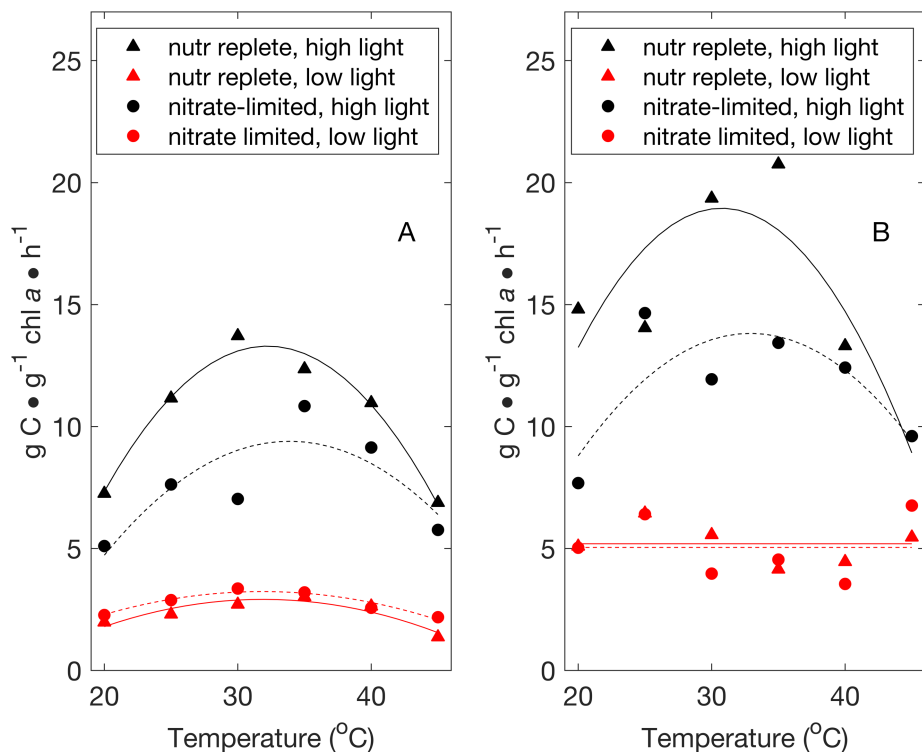 25
20
15
10
5
0
g C ● g⁻¹ chl a ● h⁻¹
▲ nutr replete, high light
▲ nutr replete, low light
● nitrate-limited, high light
● nitrate limited, low light
A
20 30 40
Temperature (°C)
25
20
15
10
5
0
g C ● g⁻¹ chl a ● h⁻¹
▲ nutr replete, high light
▲ nutr replete, low light
● nitrate-limited, high light
● nitrate limited, low light
B
20 30 40
Temperature (°C)